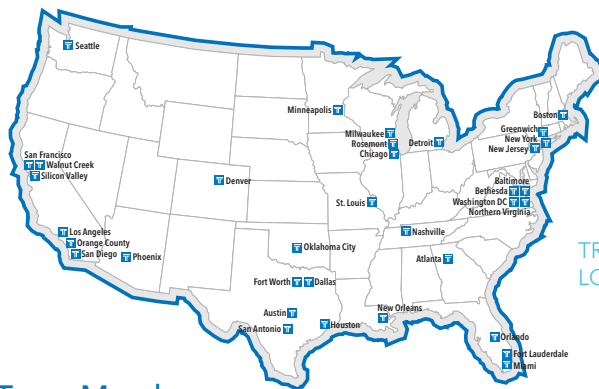 Seattle
Minneapolis
Boston
Milwaukee
Greenwich
Rosemont
Detroit
New York
Chicago
New Jersey
San Francisco
Walnut Creek
Silicon Valley
Denver
Baltimore
Bethesda
St. Louis
Washington DC
Northern Virginia
Los Angeles
Nashville
Orange County
Oklahoma City
TR
San Diego
Phoenix
Atlanta
LO
Fort Worth
Dallas
New Orleans
Austin
San Antonio
Houston
Orlando
Fort Lauderdale
Miami